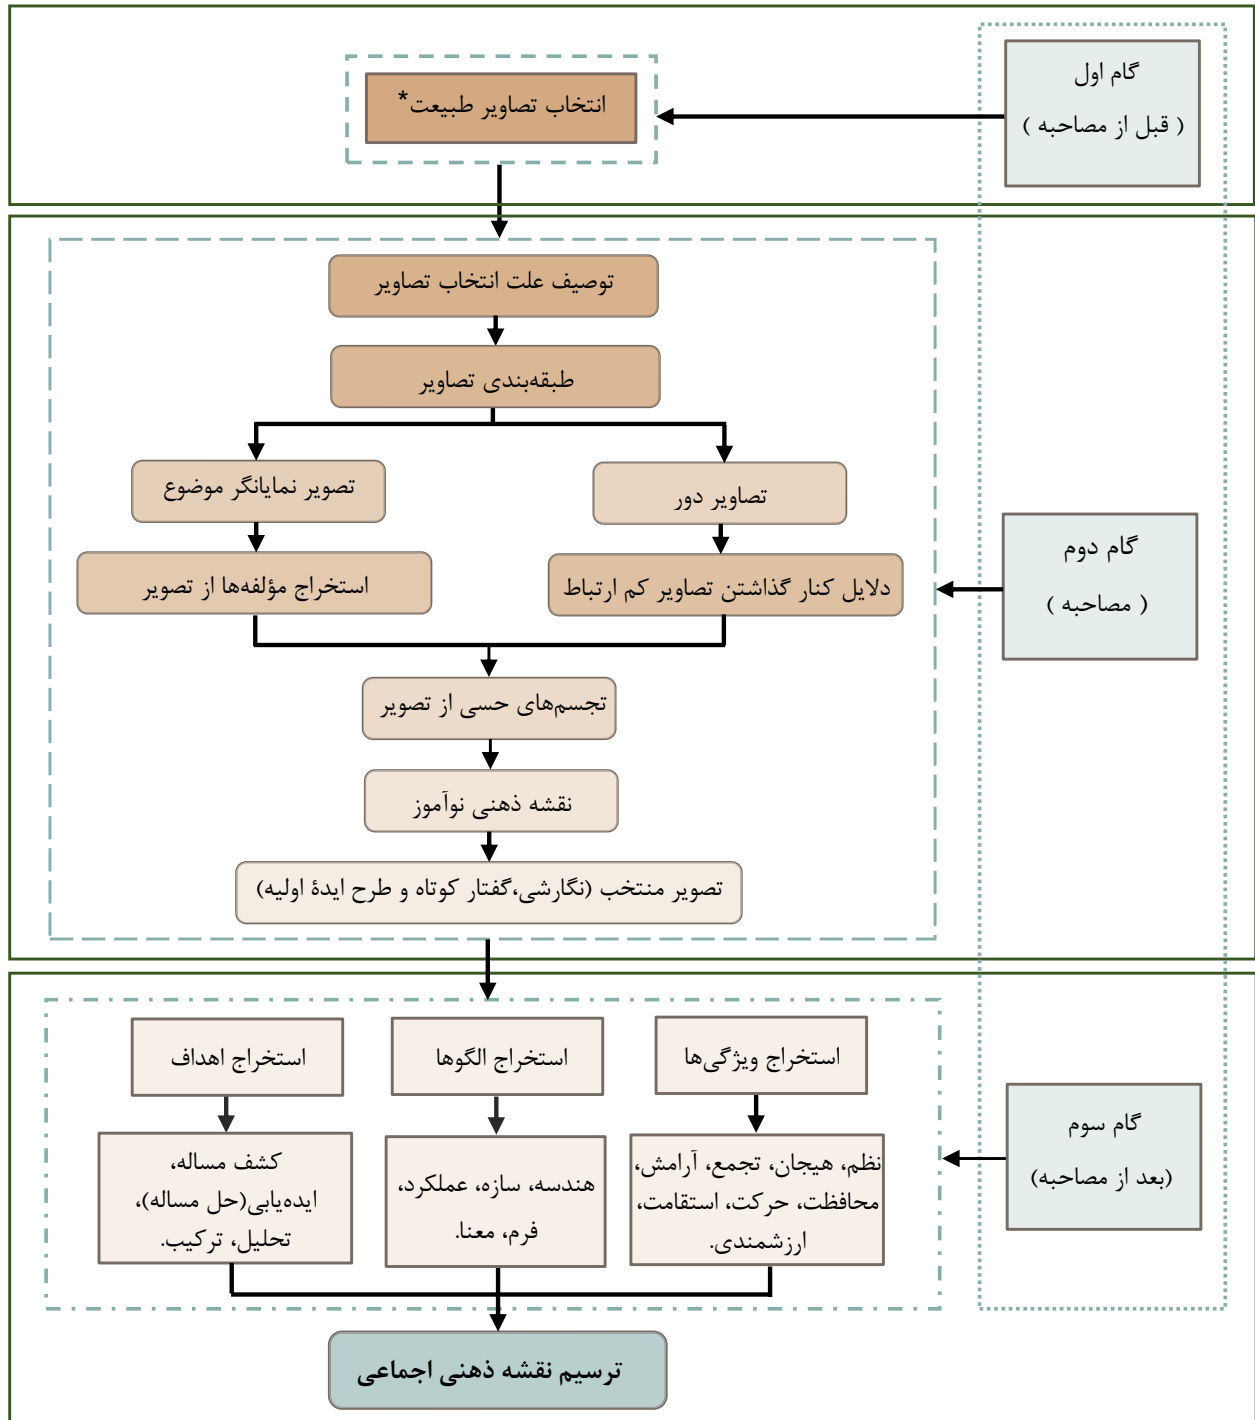 گام اول
( قبل از مصاحبه )
انتخاب تصاویر طبیعت*
گام دوم
( مصاحبه )
توصیف علت انتخاب تصاویر
طبقه‌بندی تصاویر
تصاویر دور
تصویر نمایانگر موضوع
دلایل کنار گذاشتن تصاویر کم ارتباط
استخراج مؤلفه‌ها از تصویر
تجسم‌های حسی از تصویر
نقشه ذهنی نوآموز
تصویر منتخب (نگارشی،گفتار کوتاه و طرح ایدۀ اولیه)
گام سوم
(بعد از مصاحبه)
استخراج ویژگی‌ها
نظم، هیجان، تجمع، آرامش،
محافظت، حرکت، استقامت،
ارزشمندی.
استخراج الگوها
هندسه، سازه، عملکرد،
فرم، معنا.
استخراج اهداف
کشف مساله،
ایده‌یابی(حل مساله)،
تحلیل، ترکیب.
ترسیم نقشه ذهنی اجماعی